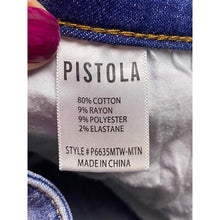 PISTOLA
80% COTTON
9% RAYON
9% POLYESTER
2% ELASTANE
STYLE # P6635MTW-MTN
MADE IN CHINA